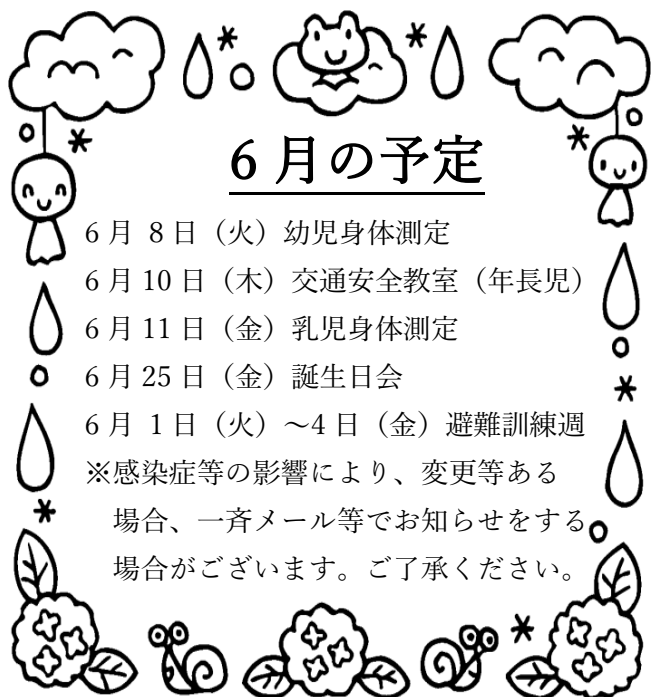 6月の予定
6月 8日（火）幼児身体測定
6月10日（木）交通安全教室（年長児）
6月11日（金）乳児身体測定
6月25日（金）誕生日会
6月 1日（火）～4日（金）避難訓練週
※感染症等の影響により、変更等ある
場合、一斉メール等でお知らせをする
場合がございます。ご了承ください。